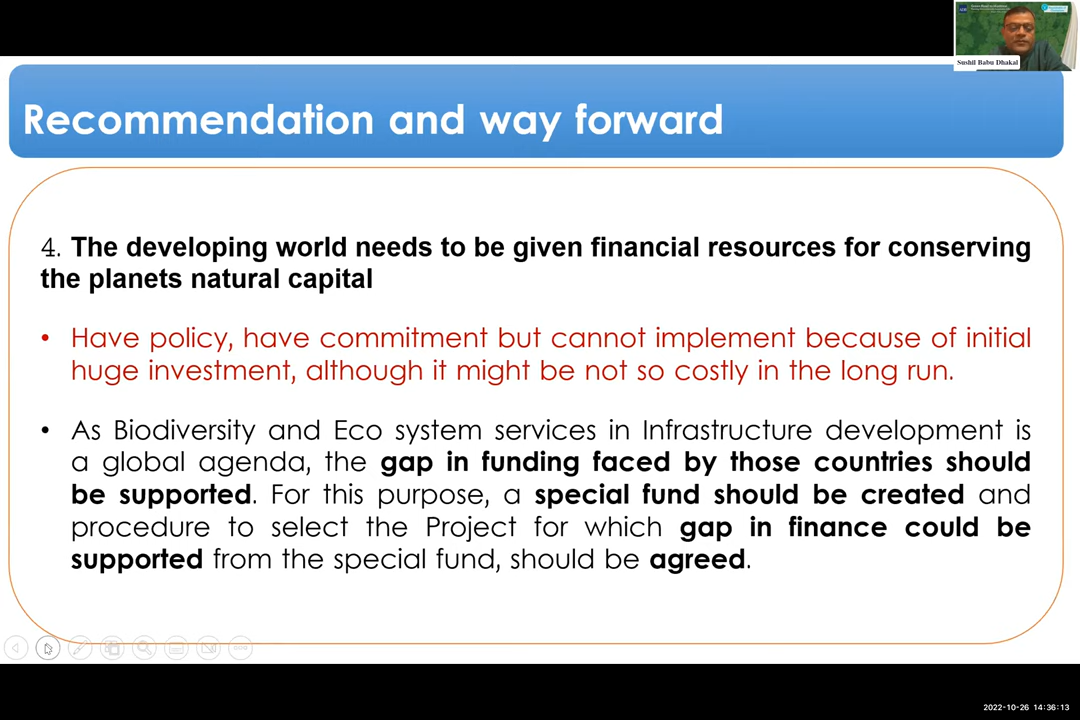 Sushil Babu Dhakal
Recommendation and way forward
4. The developing world needs to be given financial resources for conserving
the planets natural capital
• Have policy, have commitment but cannot implement because of initial
huge investment, although it might be not so costly in the long run.
• As Biodiversity and Eco system services in Infrastructure development is
a global agenda, the gap in funding faced by those countries should
be supported. For this purpose, a special fund should be created and
procedure to select the Project for which gap in finance could be
supported from the special fund, should be agreed.
2022-10-26 14:36:13